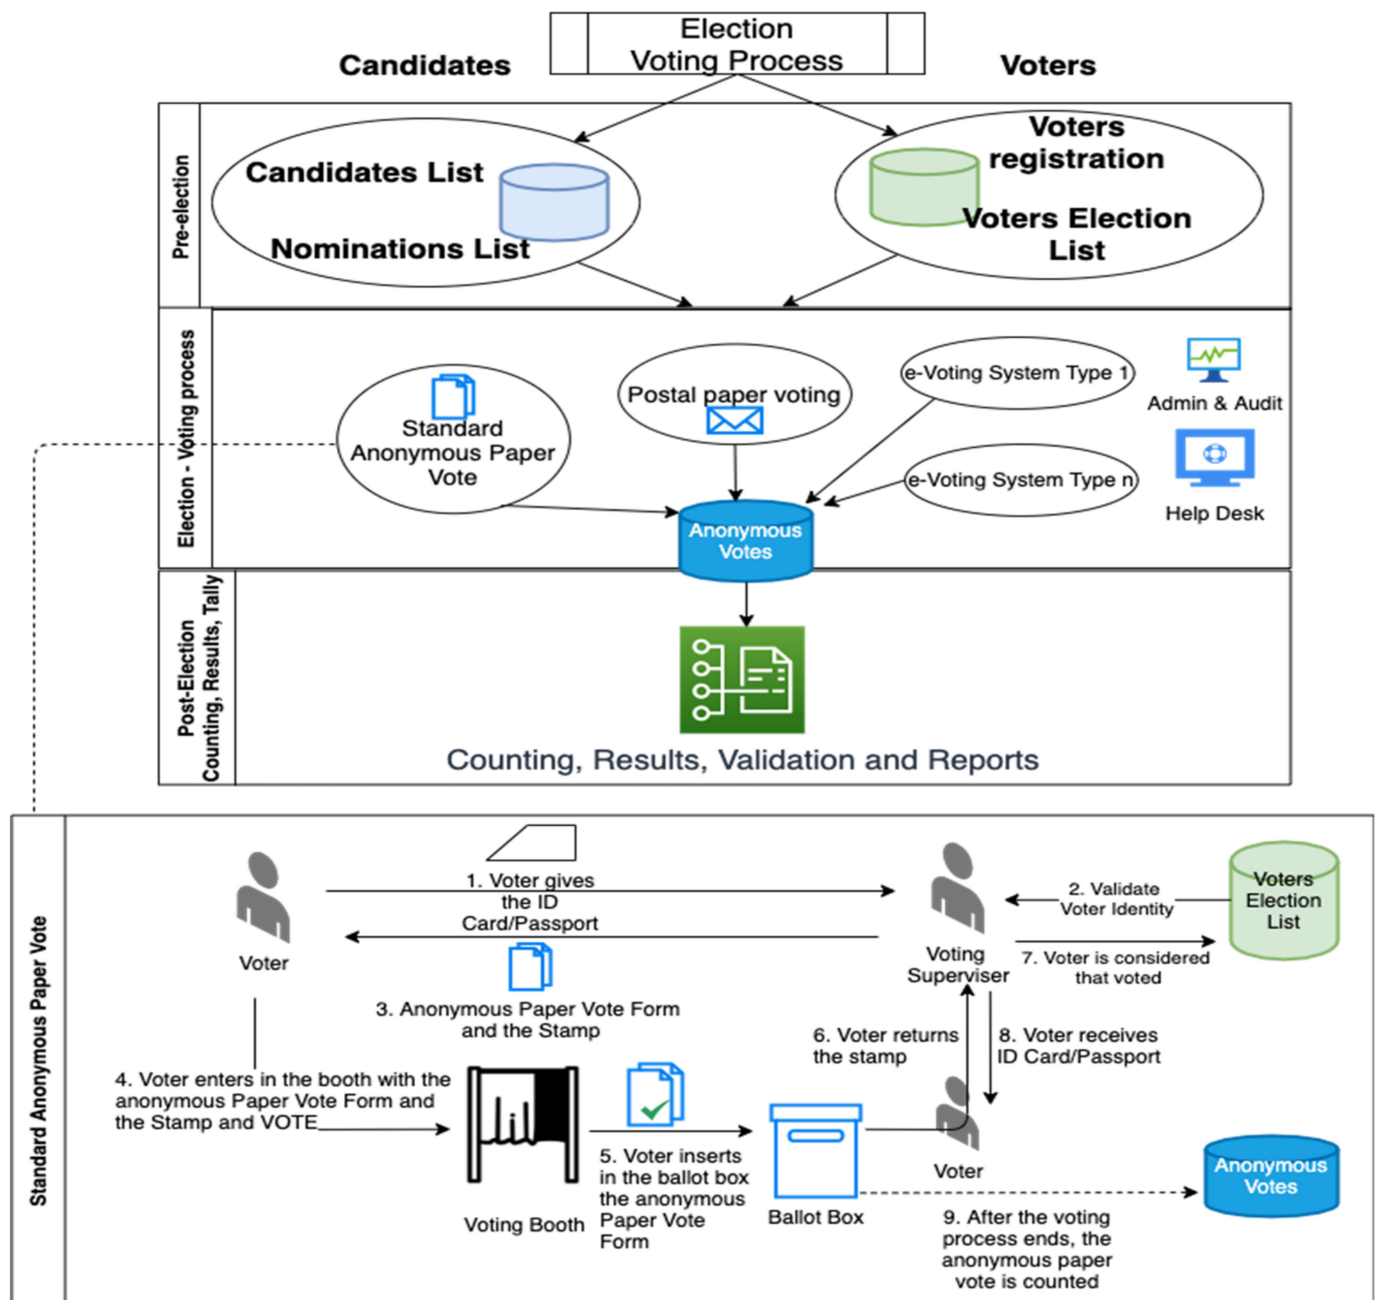 Election
Voting Process
Candidates
Voters
Pre-election
Candidates List
Nominations List
Voters
registration
Voters Election
List
Election - Voting process
Standard
Anonymous Paper
Vote
Postal paper voting
e-Voting System Type 1
e-Voting System Type n
Admin & Audit
Help Desk
Anonymous
Votes
Post-Election
Counting, Results, Tally
Counting, Results, Validation and Reports
Standard Anonymous Paper Vote
Voter
1. Voter gives
the ID
Card/Passport
Voting
Superviser
2. Validate
Voter Identity
Voters
Election
List
7. Voter is considered
that voted
3. Anonymous Paper Vote Form
and the Stamp
6. Voter returns
the stamp
8. Voter receives
ID Card/Passport
4. Voter enters in the booth with the
anonymous Paper Vote Form and
the Stamp and VOTE
Voting Booth
5. Voter inserts
in the ballot box
the anonymous
Paper Vote
Form
Ballot Box
Voter
Anonymous
Votes
9. After the voting
process ends, the
anonymous paper
vote is counted